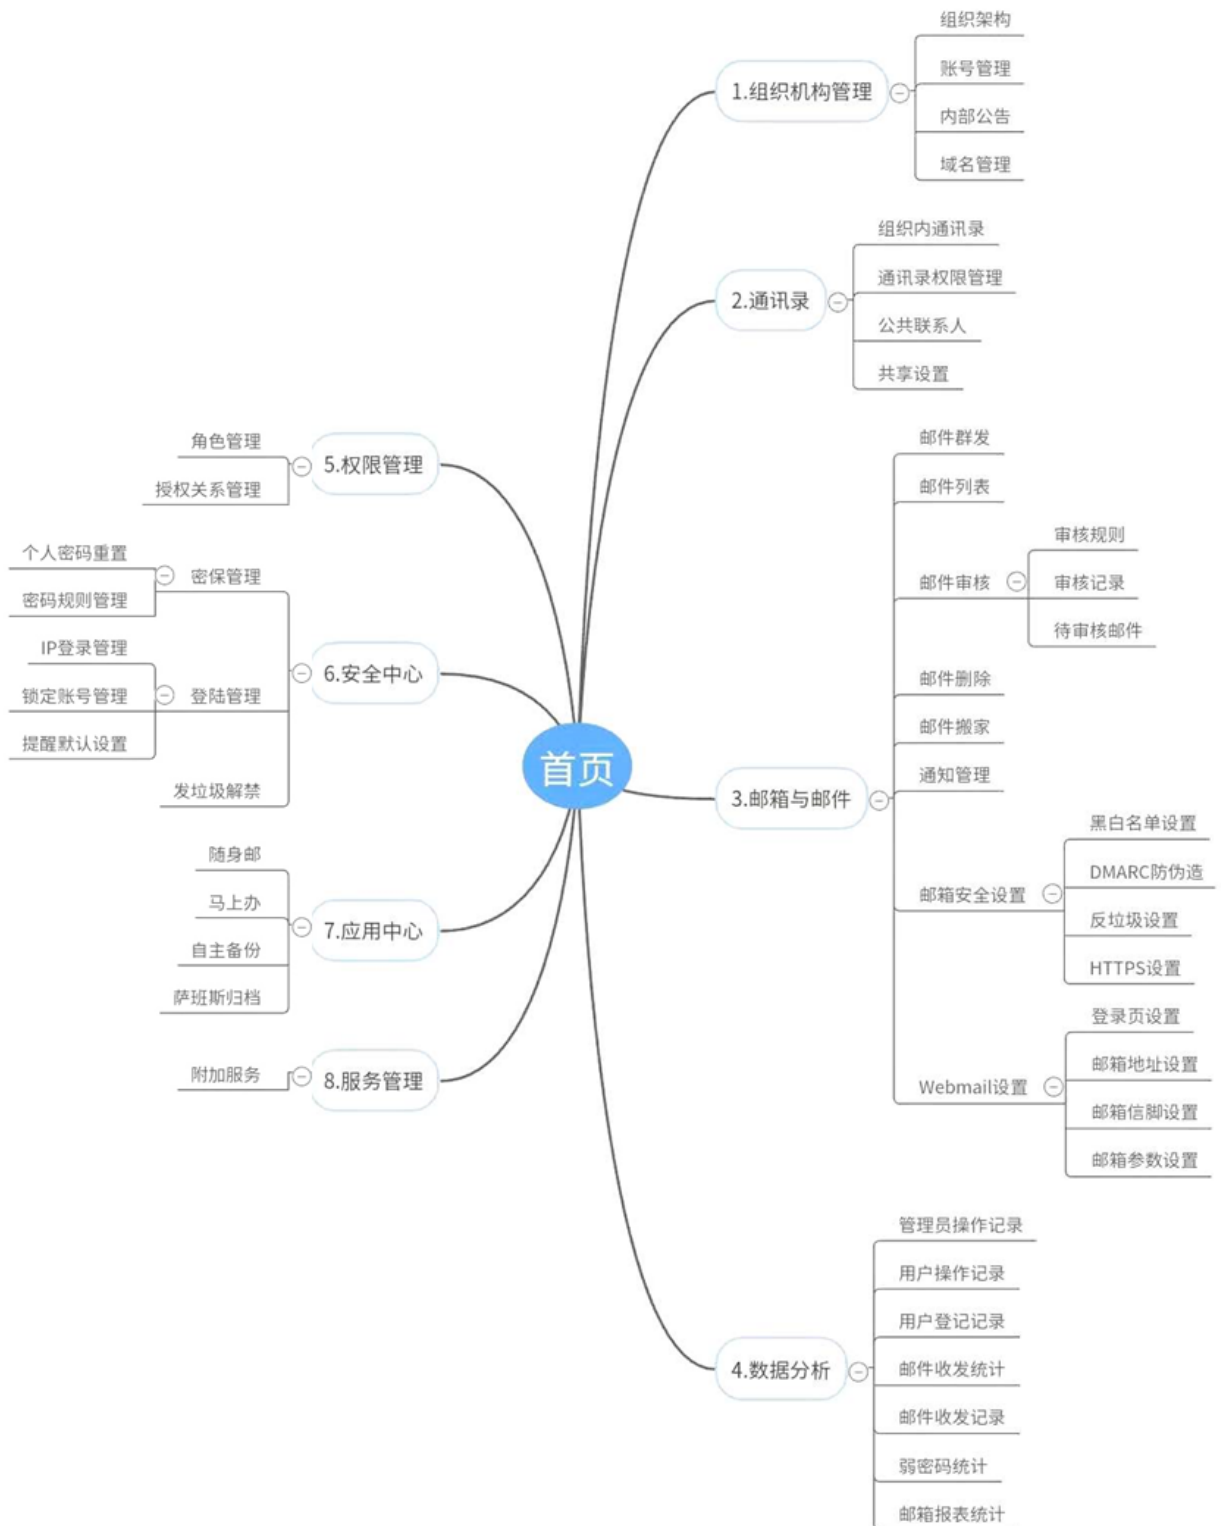 首页
1.组织机构管理
组织架构
账号管理
内部公告
域名管理
2.通讯录
组织内通讯录
通讯录权限管理
公共联系人
共享设置
3.邮箱与邮件
邮件群发
邮件列表
邮件审核
审核规则
审核记录
待审核邮件
邮件删除
邮件搬家
通知管理
邮箱安全设置
黑白名单设置
DMARC防伪造
反垃圾设置
HTTPS设置
Webmail设置
登录页设置
邮箱地址设置
邮箱信脚设置
邮箱参数设置
4.数据分析
管理员操作记录
用户操作记录
用户登记记录
邮件收发统计
邮件收发记录
弱密码统计
邮箱报表统计
5.权限管理
角色管理
授权关系管理
6.安全中心
密保管理
个人密码重置
密码规则管理
登陆管理
IP登录管理
锁定账号管理
提醒默认设置
发垃圾解禁
7.应用中心
随身邮
马上办
自主备份
萨班斯归档
8.服务管理
附加服务